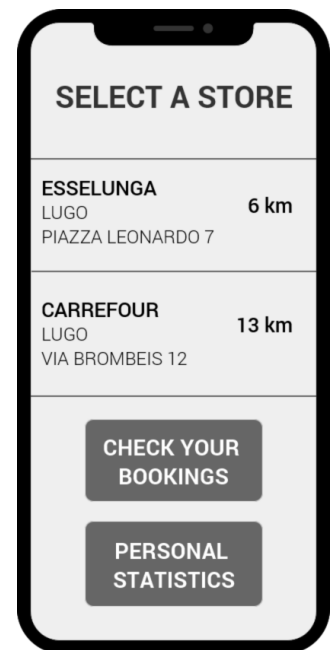 SELECT A STORE
ESSELUNGA
LUGO
PIAZZA LEONARDO 7
6 km
CARREFOUR
LUGO
VIA BROMBEIS 12
13 km
CHECK YOUR
BOOKINGS
PERSONAL
STATISTICS